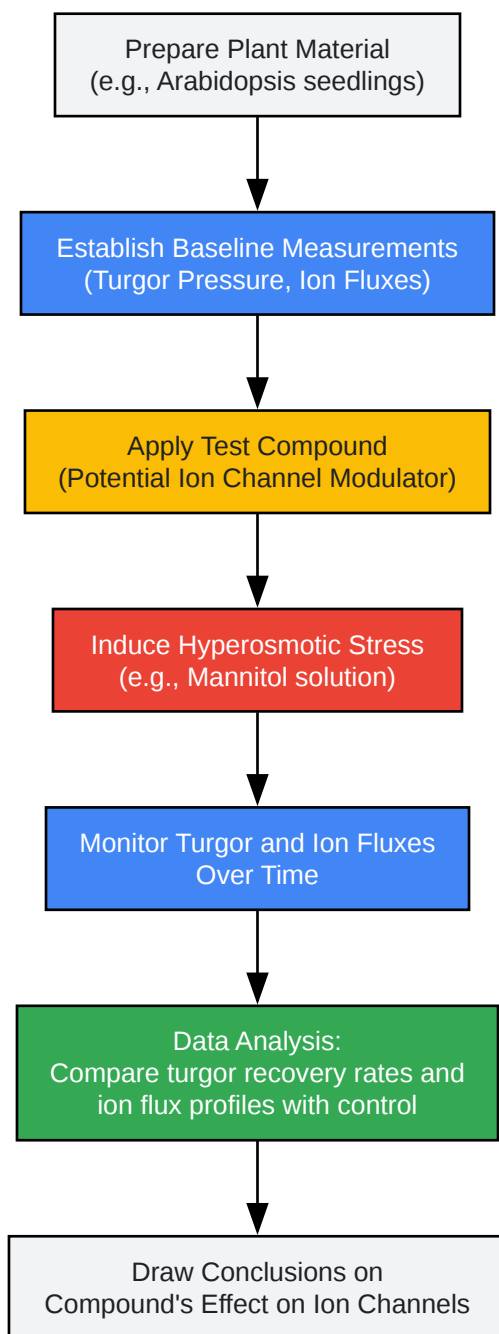 Prepare Plant Material
(e.g., Arabidopsis seedlings)
Establish Baseline Measurements
(Turgor Pressure, Ion Fluxes)
Apply Test Compound
(Potential Ion Channel Modulator)
Induce Hyperosmotic Stress
(e.g., Mannitol solution)
Monitor Turgor and Ion Fluxes
Over Time
Data Analysis:
Compare turgor recovery rates and
ion flux profiles with control
Draw Conclusions on
Compound's Effect on Ion Channels